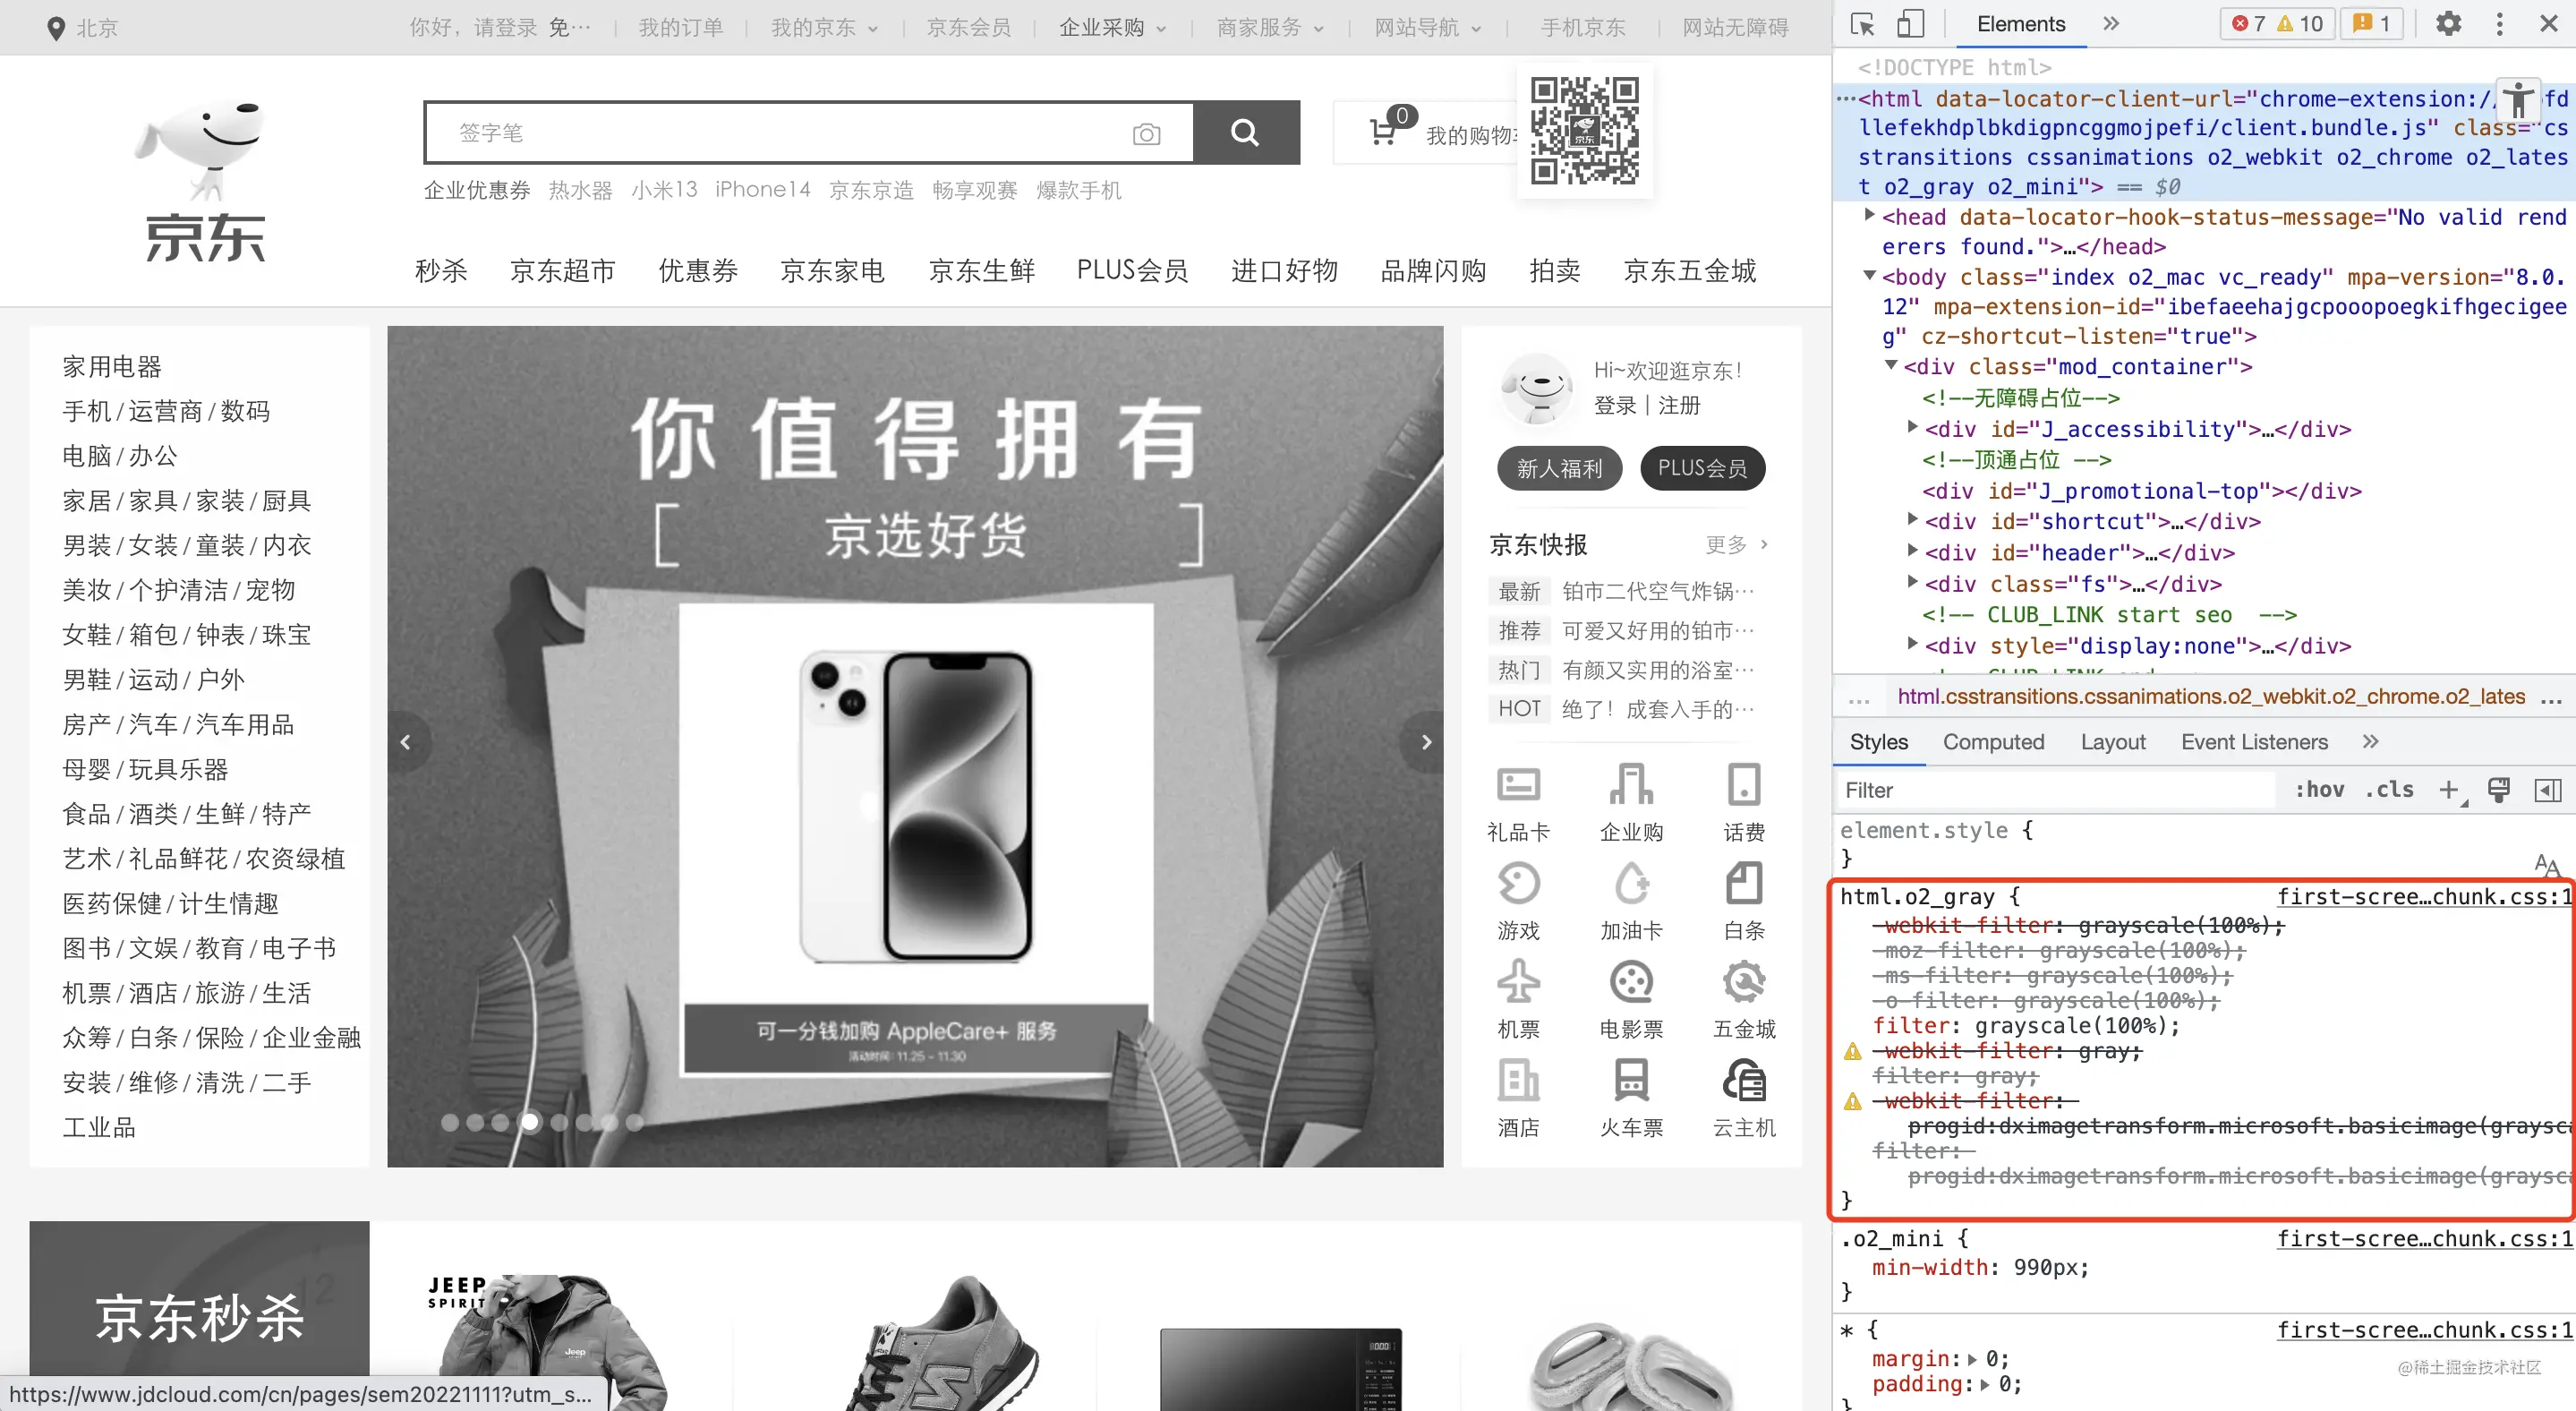 北京
你好，请登录 免…
我的订单
我的京东
京东会员
企业采购
商家服务
网站导航
手机京东
网站无障碍
京东
签字笔
0
我的购物
京东
企业优惠券 热水器 小米13 iPhone14 京东京造 畅享观赛 爆款手机
秒杀 京东超市 优惠券 京东家电 京东生鲜 PLUS会员 进口好物 品牌闪购 拍卖 京东五金城
家用电器
手机/运营商/数码
电脑/办公
家居/家具/家装/厨具
男装/女装/童装/内衣
美妆/个护清洁/宠物
女鞋/箱包/钟表/珠宝
男鞋/运动/户外
房产/汽车/汽车用品
母婴/玩具乐器
食品/酒类/生鲜/特产
艺术/礼品鲜花/农资绿植
医药保健/计生情趣
图书/文娱/教育/电子书
机票/酒店/旅游/生活
众筹/白条/保险/企业金融
安装/维修/清洗/二手
工业品
你值得拥有
[ 京选好货 ]
可一分钱加购 AppleCare+ 服务
活动时间: 11.25 - 11.30
Hi~欢迎逛京东！
登录 | 注册
新人福利 PLUS会员
京东快报 更多 >
最新 铂市二代空气炸锅…
推荐 可爱又好用的铂市…
热门 有颜又实用的浴室…
HOT 绝了！成套入手的…
礼品卡 企业购 话费
游戏 加油卡 白条
机票 电影票 五金城
酒店 火车票 云主机
京东秒杀
12
JEEP
SPIRIT
Jeep
N
https://www.jdcloud.com/cn/pages/sem20221111?utm_s...
Elements » 7 10 1
<!DOCTYPE html>
…<html data-locator-client-url="chrome-extension:// fd
llefekhdplbkdigpncggmojpefi/client.bundle.js" class="cs
stransitions cssanimations o2_webkit o2_chrome o2_lates
t o2_gray o2_mini"> == $0
<head data-locator-hook-status-message="No valid rend
erers found.">…</head>
<body class="index o2_mac vc_ready" mpa-version="8.0.
12" mpa-extension-id="ibefaeehajgcpooopoegkifhgecigee
g" cz-shortcut-listen="true">
<div class="mod_container">
<!--无障碍占位-->
<div id="J_accessibility">…</div>
<!--顶通占位 -->
<div id="J_promotional-top"></div>
<div id="shortcut">…</div>
<div id="header">…</div>
<div class="fs">…</div>
<!-- CLUB_LINK start seo  -->
<div style="display:none">…</div>
… html.csstransitions.cssanimations.o2_webkit.o2_chrome.o2_lates …
Styles Computed Layout Event Listeners »
Filter :hov .cls +
element.style {
}
html.o2_gray { first-scree…chunk.css:1
-webkit-filter: grayscale(100%);
-moz-filter: grayscale(100%);
-ms-filter: grayscale(100%);
-o-filter: grayscale(100%);
filter: grayscale(100%);
-webkit-filter: gray;
filter: gray;
-webkit-filter:
progid:dximagetransform.microsoft.basicimage(graysca
filter:
progid:dximagetransform.microsoft.basicimage(graysca
}
.o2_mini { first-scree…chunk.css:1
min-width: 990px;
}
* { first-scree…chunk.css:1
margin: 0;
padding: 0;
}
@稀土掘金技术社区